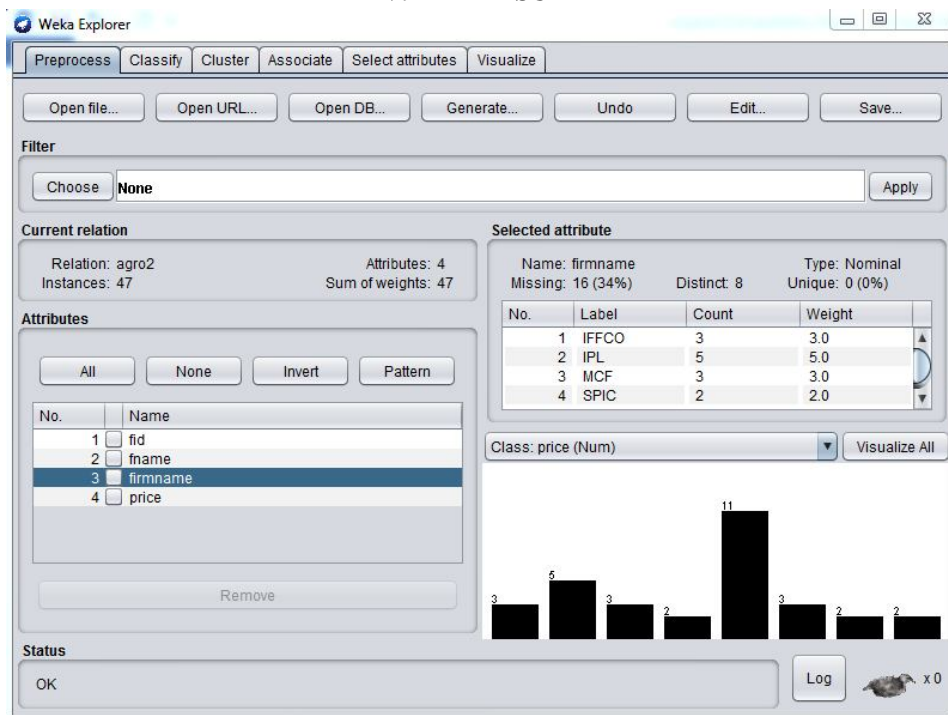 Weka Explorer
Preprocess Classify Cluster Associate Select attributes Visualize
Open file... Open URL... Open DB... Generate... Undo Edit... Save...
Filter
Choose None Apply
Current relation
Relation: agro2 Attributes: 4
Instances: 47 Sum of weights: 47
Attributes
All None Invert Pattern
No. Name
1 fid
2 fname
3 firmname
4 price
Remove
Selected attribute
Name: firmname Type: Nominal
Missing: 16 (34%) Distinct: 8 Unique: 0 (0%)
No. Label Count Weight
1 IFFCO 3 3.0
2 IPL 5 5.0
3 MCF 3 3.0
4 SPIC 2 2.0
Class: price (Num) Visualize All
3 5 3 2 11 3 2 2
Status
OK Log x 0